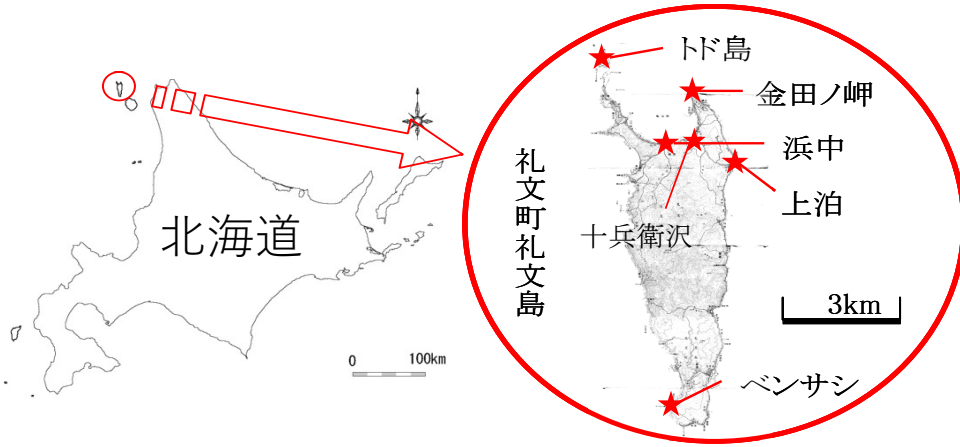 北海道
0 100km
礼文町礼文島
トド島
金田ノ岬
浜中
上泊
十兵衛沢
3km
ベンサシ